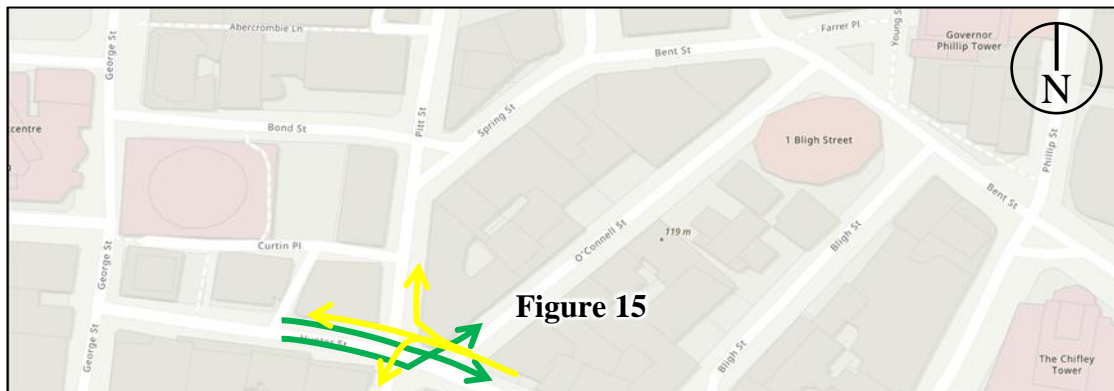 George St
Abercrombie Ln
Pitt St
Bent St
Farrer Pl
Young S
Governor
Phillip Tower
N
centre
Bond St
Spring St
1 Bligh Street
Phillip St
Bent St
Curtin Pl
O'Connell St
119 m
Bligh St
George St
Figure 15
George St
Hunter St
Bligh St
The Chifley
Tower